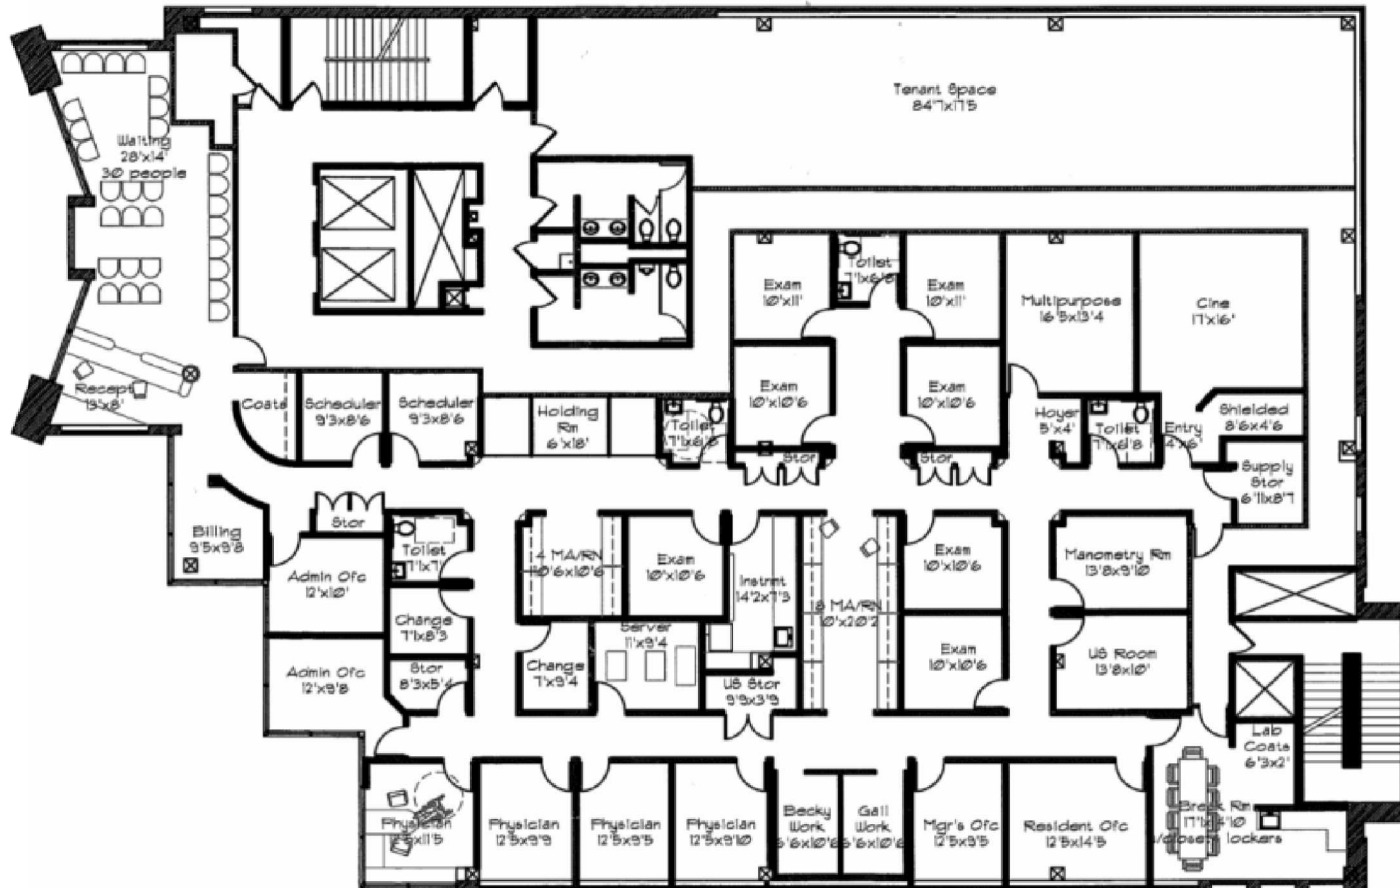 Tenant Space
84'7x17'5
Waiting
28'x14'
30 people
Recept
13'x8'
Coats
Scheduler
9'3x8'6
Scheduler
9'3x8'6
Holding
Rm
6'x18'
Toilet
Exam
10'x11'
Toilet
Exam
10'x11'
Multipurpose
16'5x13'4
Cine
17'x16'
Exam
10'x10'6
Exam
10'x10'6
Hoyer
5'x4'
Toilet
7'1x6'8
Entry
4'x6'
Shielded
8'6x4'6
Supply
Stor
6'11x8'7
Stor
Stor
Billing
9'5x9'8
Stor
Admin Ofc
12'x10'
Toilet
7'1x7'
Change
7'1x8'3
Admin Ofc
12'x9'8
Stor
8'3x5'4
4 MA/RN
10'6x10'6
Exam
10'x10'6
Instrmt
14'2x7'3
MA/RN
Exam
10'x10'6
Manometry Rm
13'8x9'10
Change
7'x9'4
Server
11'x9'4
US Stor
9'9x3'9
Exam
10'x10'6
US Room
13'8x10'
Lab
Coats
6'3x2'
Physician
Physician
12'5x9'9
Physician
12'5x9'5
Physician
12'5x9'10
Becky
Work
Gail
Work
Mgr's Ofc
12'5x9'5
Resident Ofc
12'5x14'5
Break Rm
lockers